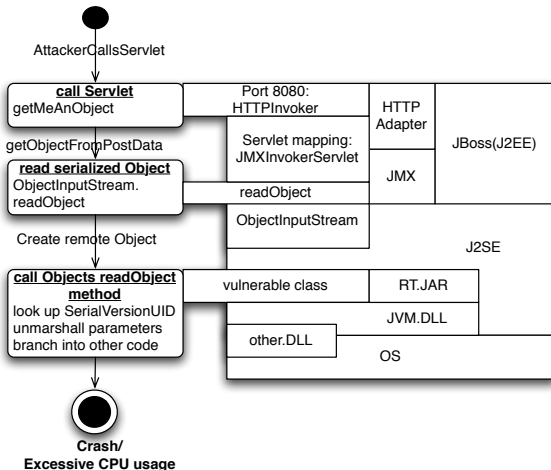 AttackerCallsServlet
call Servlet
getMeAnObject
Port 8080:
HTTPInvoker
HTTP
Adapter
JBoss(J2EE)
getObjectFromPostData
Servlet mapping:
JMXInvokerServlet
read serialized Object
ObjectInputStream.
readObject
JMX
readObject
ObjectInputStream
Create remote Object
J2SE
call Objects readObject
method
look up SerialVersionUID
unmarshall parameters
branch into other code
vulnerable class
RT.JAR
JVM.DLL
other.DLL
OS
Crash/
Excessive CPU usage